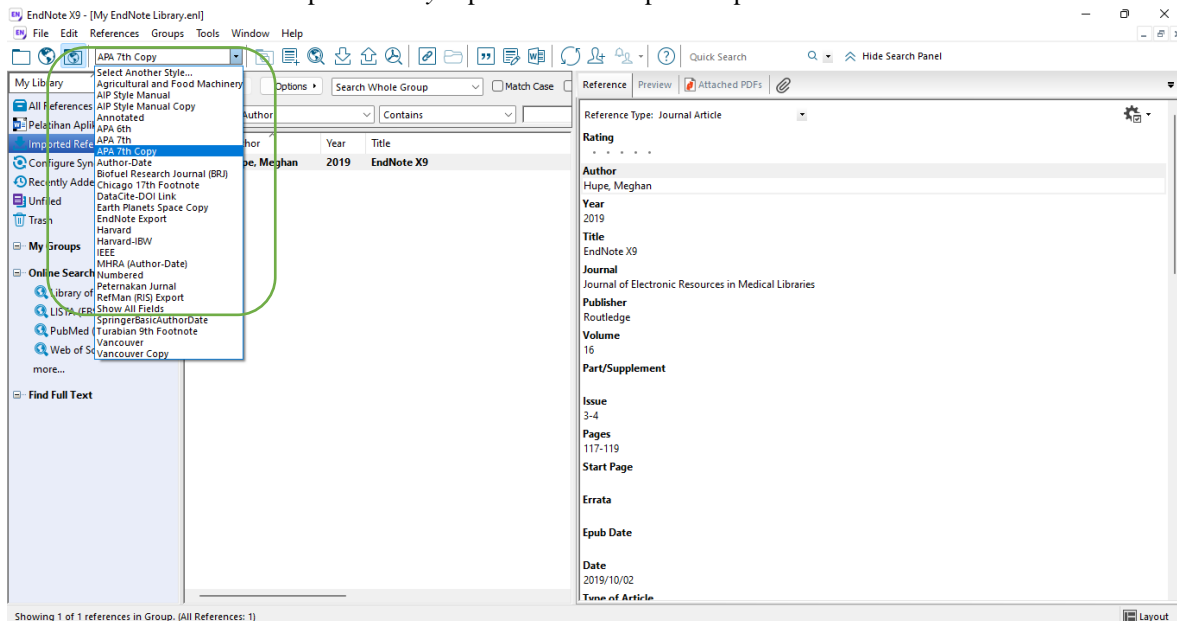 EndNote X9 - [My EndNote Library.enl]
File Edit References Groups Tools Window Help
APA 7th Copy
Quick Search
Hide Search Panel
My Library
All References
Pelatihan Aplik
Imported Refe
Configure Syn
Recently Adde
Unfiled
Trash
My Groups
Online Search
Library of
LISTA (EBS
PubMed (
Web of Sc
more...
Find Full Text
Select Another Style...
Agricultural and Food Machinery
AIP Style Manual
AIP Style Manual Copy
Annotated
APA 6th
APA 7th
APA 7th Copy
Author-Date
Biofuel Research Journal (BRJ)
Chicago 17th Footnote
DataCite-DOI Link
Earth Planets Space Copy
EndNote Export
Harvard
Harvard-IBW
IEEE
MHRA (Author-Date)
Numbered
Peternakan Jurnal
RefMan (RIS) Export
Show All Fields
SpringerBasicAuthorDate
Turabian 9th Footnote
Vancouver
Vancouver Copy
Options
Search Whole Group
Match Case
Author
Contains
hor Year Title
pe, Meghan 2019 EndNote X9
Reference Preview Attached PDFs
Reference Type: Journal Article
Rating
Author
Hupe, Meghan
Year
2019
Title
EndNote X9
Journal
Journal of Electronic Resources in Medical Libraries
Publisher
Routledge
Volume
16
Part/Supplement
Issue
3-4
Pages
117-119
Start Page
Errata
Epub Date
Date
2019/10/02
Type of Article
Showing 1 of 1 references in Group. (All References: 1)
Layout